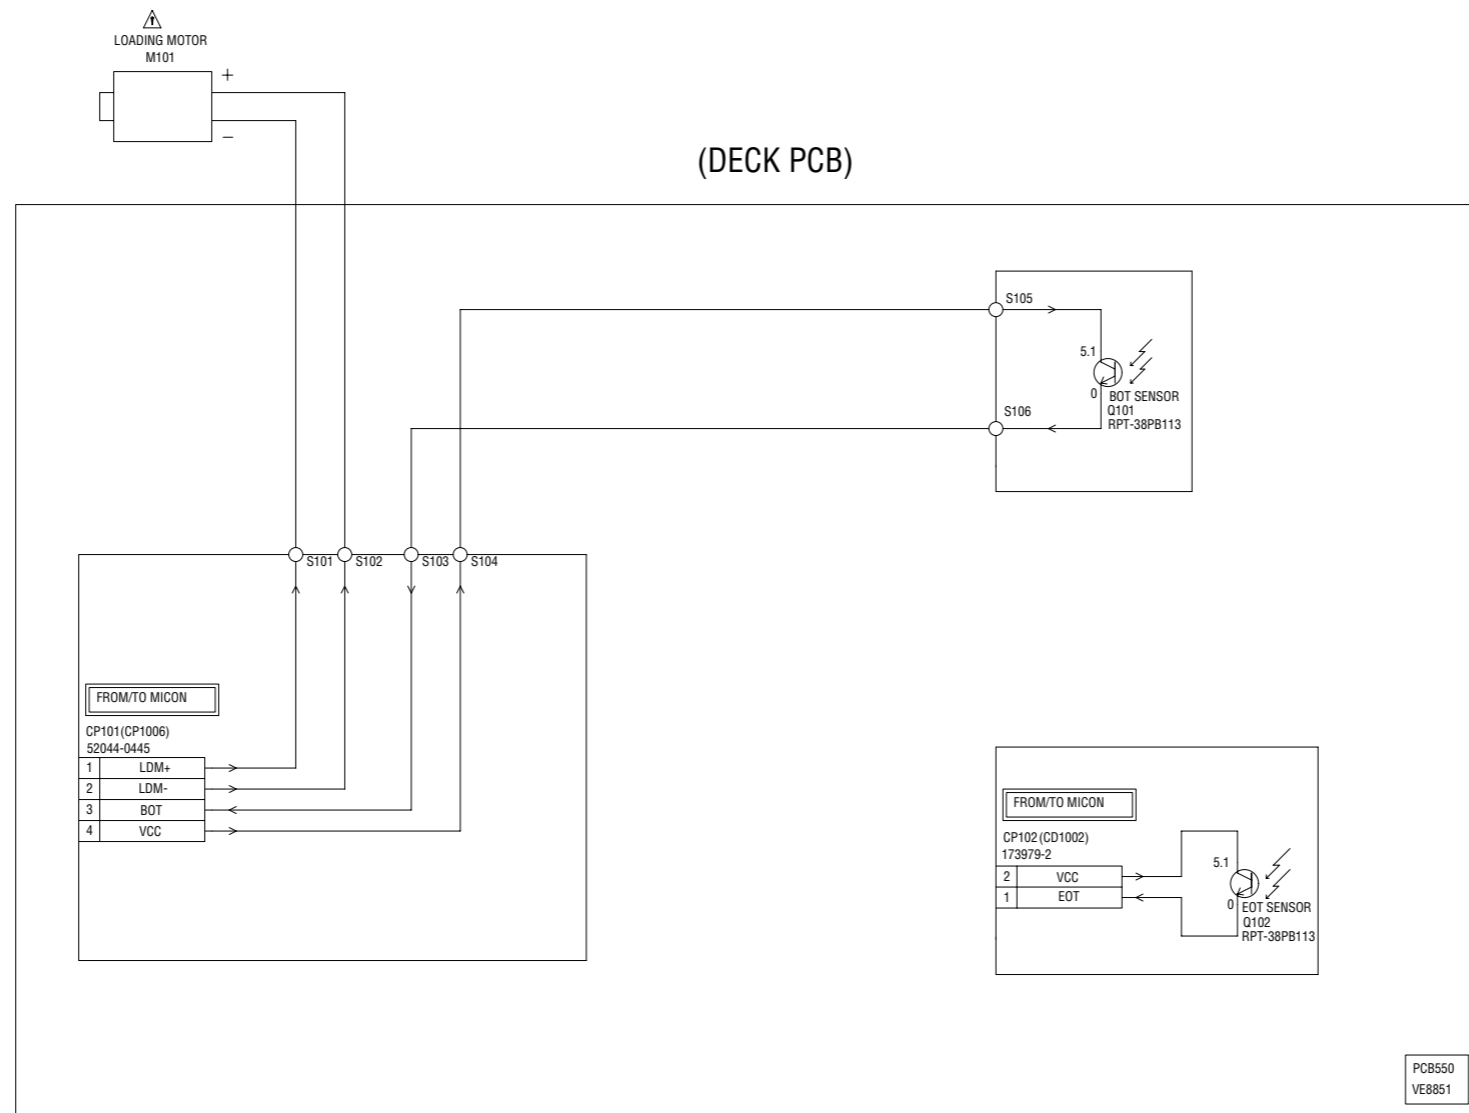 LOADING MOTOR
M101
+
−
(DECK PCB)
S105
5.1
0
BOT SENSOR
Q101
RPT-38PB113
S106
S101
S102
S103
S104
FROM/TO MICON
CP101(CP1006)
52044-0445
1 LDM+
2 LDM-
3 BOT
4 VCC
FROM/TO MICON
CP102(CD1002)
173979-2
2 VCC
1 EOT
5.1
0
EOT SENSOR
Q102
RPT-38PB113
PCB550
VE8851